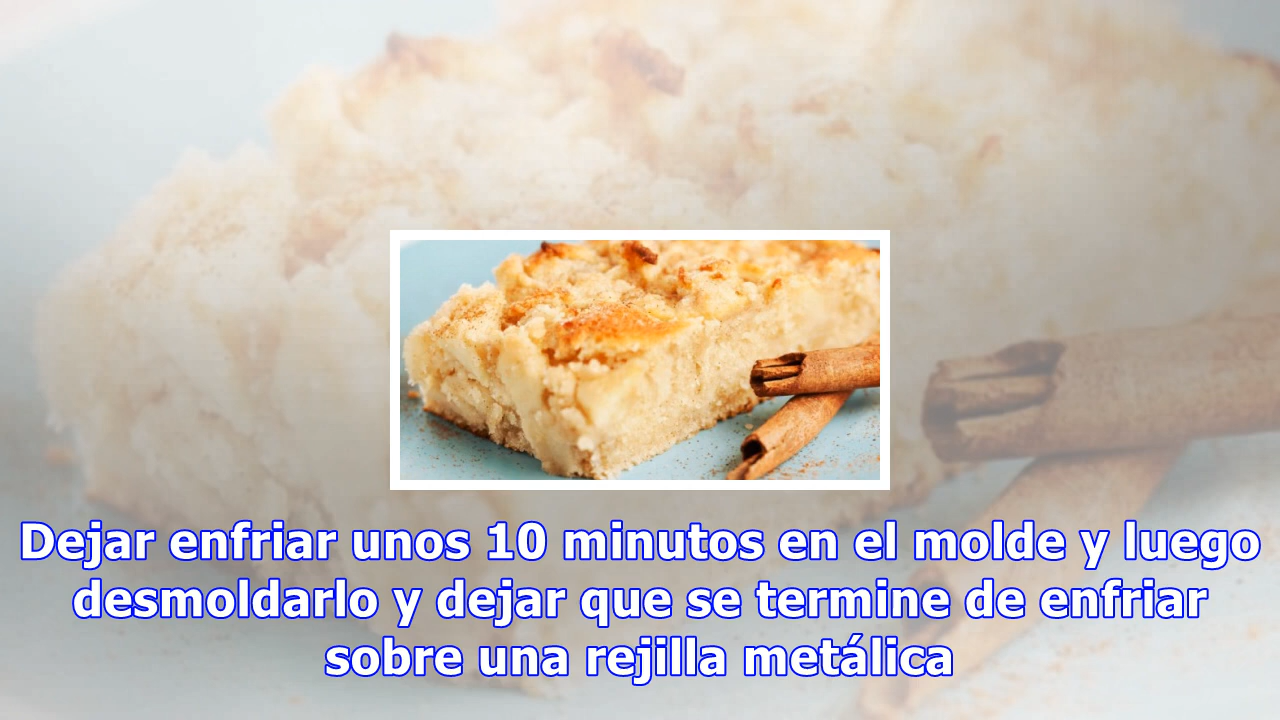 Dejar enfriar unos 10 minutos en el molde y luego
desmoldarlo y dejar que se termine de enfriar
sobre una rejilla metálica